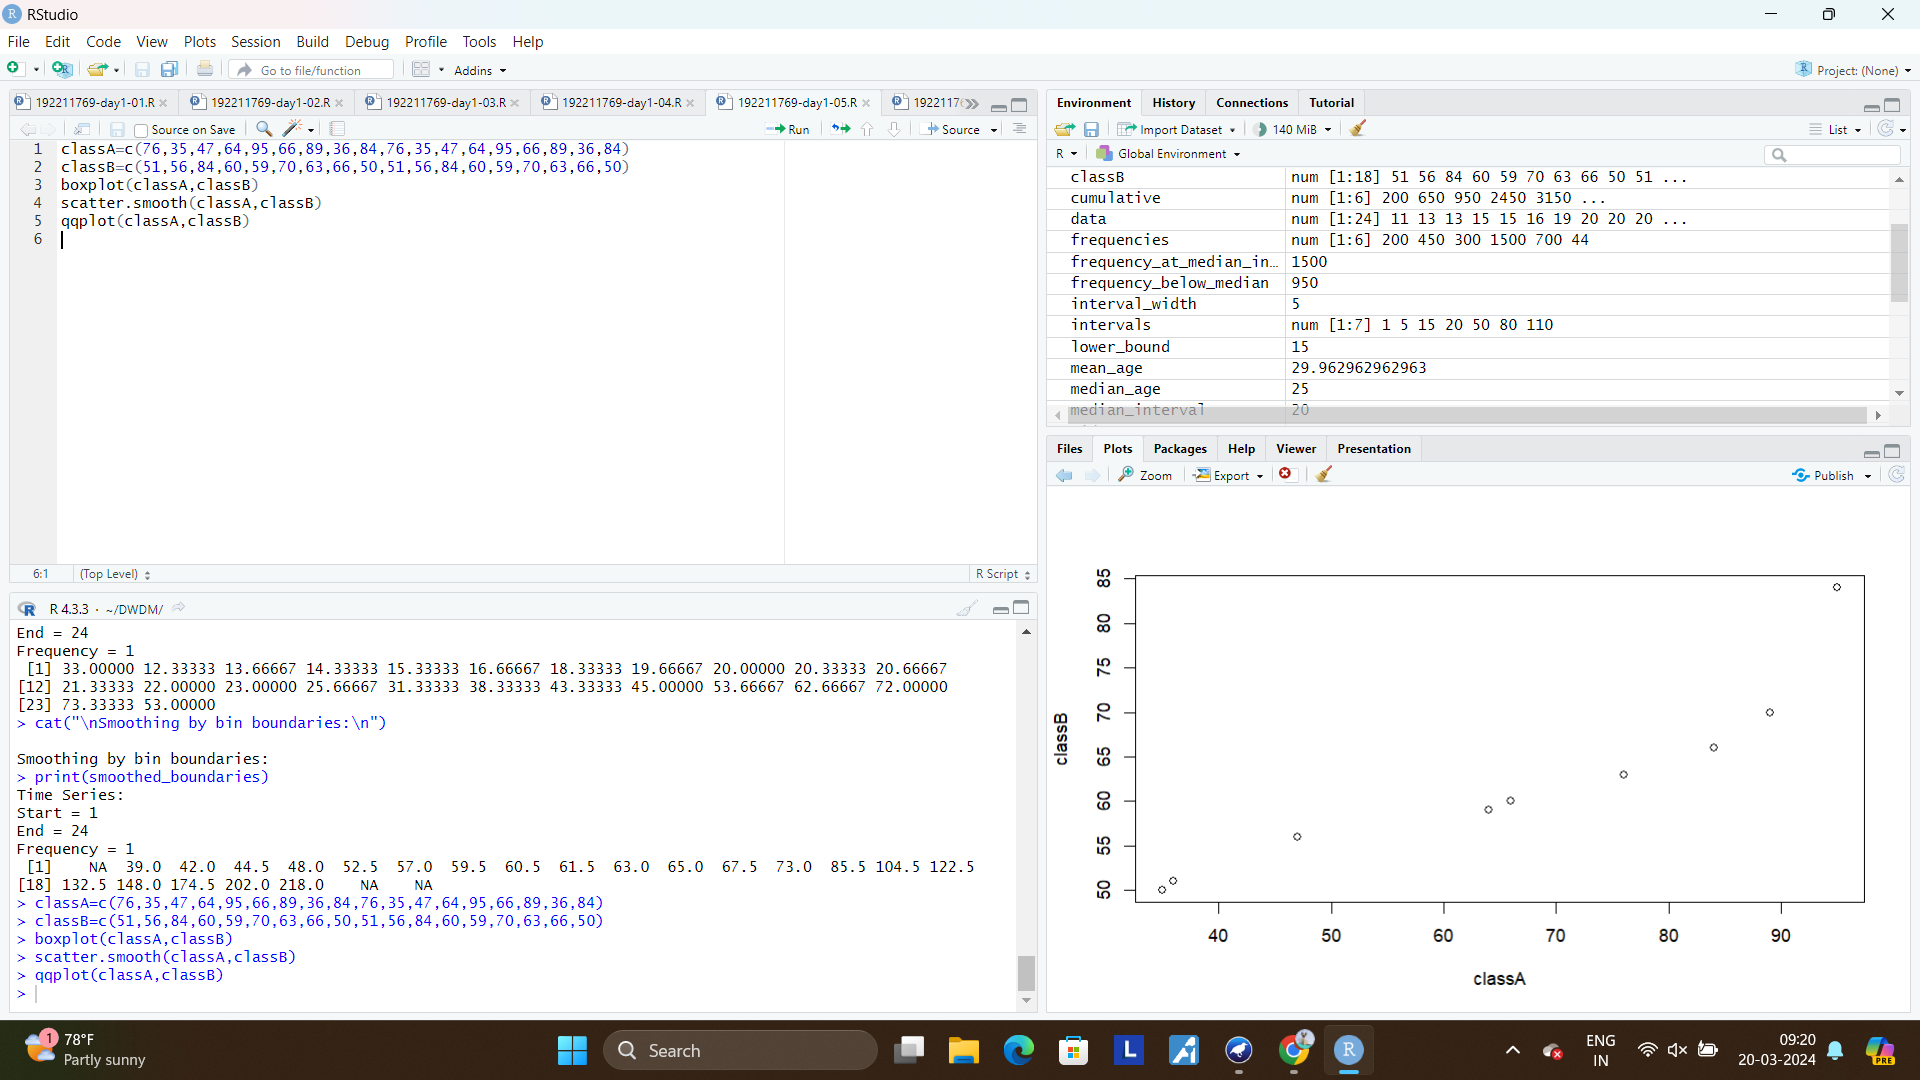 RStudio
File Edit Code View Plots Session Build Debug Profile Tools Help
Go to file/function Addins Project: (None)
192211769-day1-01.R 192211769-day1-02.R 192211769-day1-03.R 192211769-day1-04.R 192211769-day1-05.R
Source on Save Run Source
1 classA=c(76,35,47,64,95,66,89,36,84,76,35,47,64,95,66,89,36,84)
2 classB=c(51,56,84,60,59,70,63,66,50,51,56,84,60,59,70,63,66,50)
3 boxplot(classA,classB)
4 scatter.smooth(classA,classB)
5 qqplot(classA,classB)
6
6:1 (Top Level) R Script
R 4.3.3 · ~/DWDM/
End = 24
Frequency = 1
[1] 33.00000 12.33333 13.66667 14.33333 15.33333 16.66667 18.33333 19.66667 20.00000 20.33333 20.66667
[12] 21.33333 22.00000 23.00000 25.66667 31.33333 38.33333 43.33333 45.00000 53.66667 62.66667 72.00000
[23] 73.33333 53.00000
> cat("\nSmoothing by bin boundaries:\n")
Smoothing by bin boundaries:
> print(smoothed_boundaries)
Time Series:
Start = 1
End = 24
Frequency = 1
[1] NA 39.0 42.0 44.5 48.0 52.5 57.0 59.5 60.5 61.5 63.0 65.0 67.5 73.0 85.5 104.5 122.5
[18] 132.5 148.0 174.5 202.0 218.0 NA NA
> classA=c(76,35,47,64,95,66,89,36,84,76,35,47,64,95,66,89,36,84)
> classB=c(51,56,84,60,59,70,63,66,50,51,56,84,60,59,70,63,66,50)
> boxplot(classA,classB)
> scatter.smooth(classA,classB)
> qqplot(classA,classB)
>
Environment History Connections Tutorial
Import Dataset 140 MiB List
R Global Environment
classB num [1:18] 51 56 84 60 59 70 63 66 50 51 ...
cumulative num [1:6] 200 650 950 2450 3150 ...
data num [1:24] 11 13 13 15 15 16 19 20 20 20 ...
frequencies num [1:6] 200 450 300 1500 700 44
frequency_at_median_in… 1500
frequency_below_median 950
interval_width 5
intervals num [1:7] 1 5 15 20 50 80 110
lower_bound 15
mean_age 29.962962962963
median_age 25
median_interval 20
Files Plots Packages Help Viewer Presentation
Zoom Export Publish
85
80
75
70
65
60
55
50
classB
40 50 60 70 80 90
classA
1 78°F
Partly sunny
Search
L
R
ENG
IN
09:20
20-03-2024
PRE